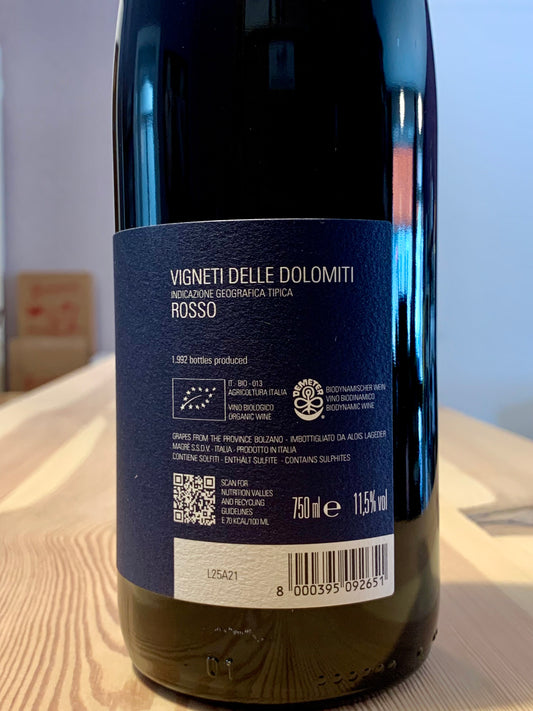 VIGNETI DELLE DOLOMITI
INDICAZIONE GEOGRAFICA TIPICA
ROSSO
1,992 bottles produced
IT - BIO - 013
AGRICOLTURA ITALIA
VINO BIOLOGICO
ORGANIC WINE
DEMETER
BIODYNAMISCHER WEIN
VINO BIODINAMICO
BIODYNAMIC WINE
GRAPES FROM THE PROVINCE BOLZANO - IMBOTTIGLIATO DA ALOIS LAGEDER
MAGRÈ S.S.D.V. - ITALIA - PRODOTTO IN ITALIA
CONTIENE SOLFITI - ENTHÄLT SULFITE - CONTAINS SULPHITES
SCAN FOR
NUTRITION VALUES
AND RECYCLING
GUIDELINES
E 70 KCAL/100 ML
750 ml e 11,5% vol
L25A21
8 000395 092651
01